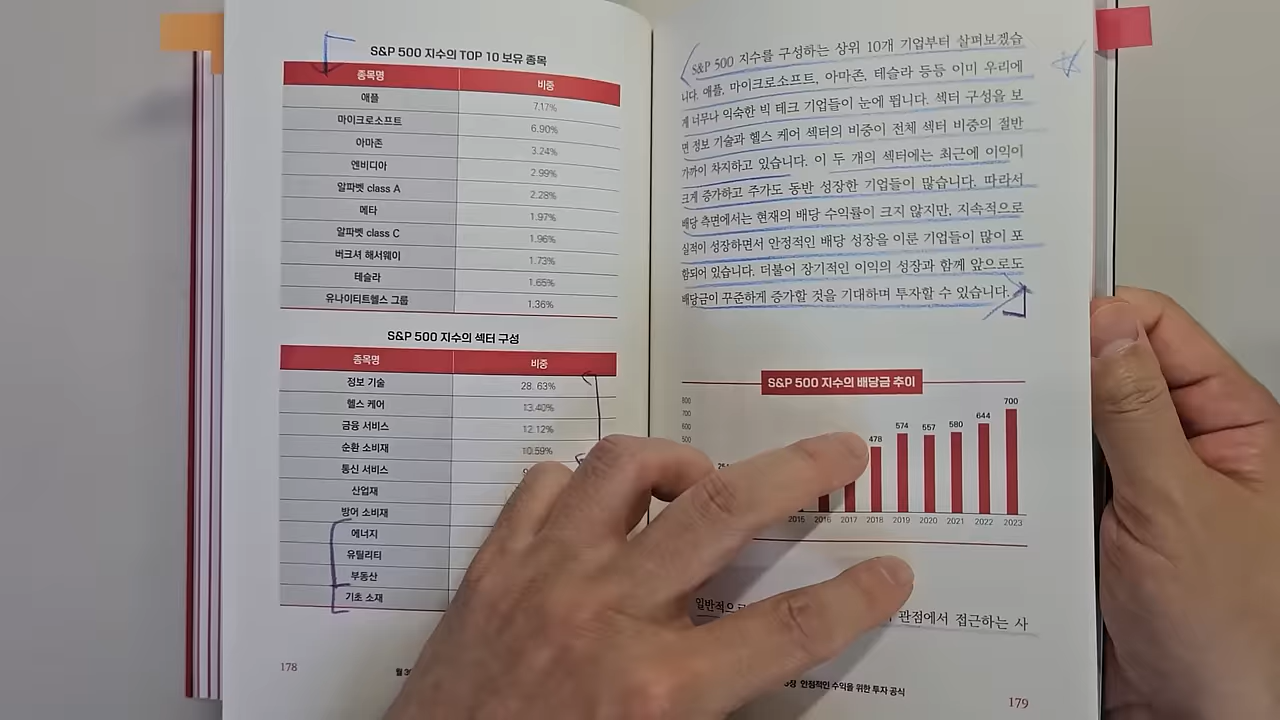 S&P 500 지수의 TOP 10 보유 종목
종목명 비중
애플 7.17%
마이크로소프트 6.90%
아마존 3.24%
엔비디아 2.99%
알파벳 class A 2.28%
메타 1.97%
알파벳 class C 1.96%
버크셔 해서웨이 1.73%
테슬라 1.65%
유나이티트헬스 그룹 1.36%
S&P 500 지수의 섹터 구성
종목명 비중
정보 기술 28. 63%
헬스 케어 13.40%
금융 서비스 12.12%
순환 소비재 10.59%
통신 서비스
산업재
방어 소비재
에너지
유틸리티
부동산
기초 소재
178
S&P 500 지수를 구성하는 상위 10개 기업부터 살펴보겠습
니다. 애플, 마이크로소프트, 아마존, 테슬라 등등 이미 우리에
게 너무나 익숙한 빅 테크 기업들이 눈에 띕니다. 섹터 구성을 보
면 정보 기술과 헬스 케어 섹터의 비중이 전체 섹터 비중의 절반
가까이 차지하고 있습니다. 이 두 개의 섹터에는 최근에 이익이
크게 증가하고 주가도 동반 성장한 기업들이 많습니다. 따라서
배당 측면에서는 현재의 배당 수익률이 크지 않지만, 지속적으로
실적이 성장하면서 안정적인 배당 성장을 이룬 기업들이 많이 포
함되어 있습니다. 더불어 장기적인 이익의 성장과 함께 앞으로도
배당금이 꾸준하게 증가할 것을 기대하며 투자할 수 있습니다.
S&P 500 지수의 배당금 추이
800
700
600
500
478 574 557 580 644 700
2015 2016 2017 2018 2019 2020 2021 2022 2023
관점에서 접근하는 사
안정적인 수익을 위한 투자 공식
179